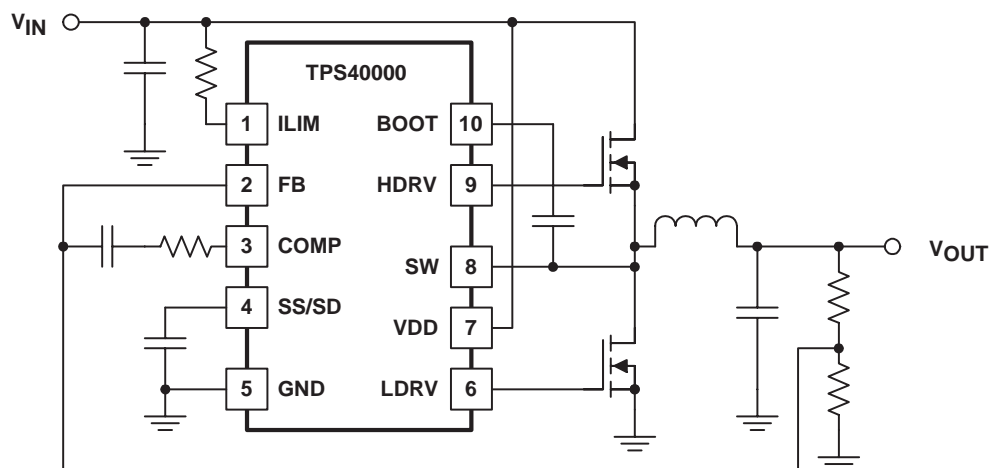 VIN
TPS40000
1 ILIM BOOT 10
2 FB HDRV 9
3 COMP
SW 8
VOUT
4 SS/SD
VDD 7
5 GND LDRV 6